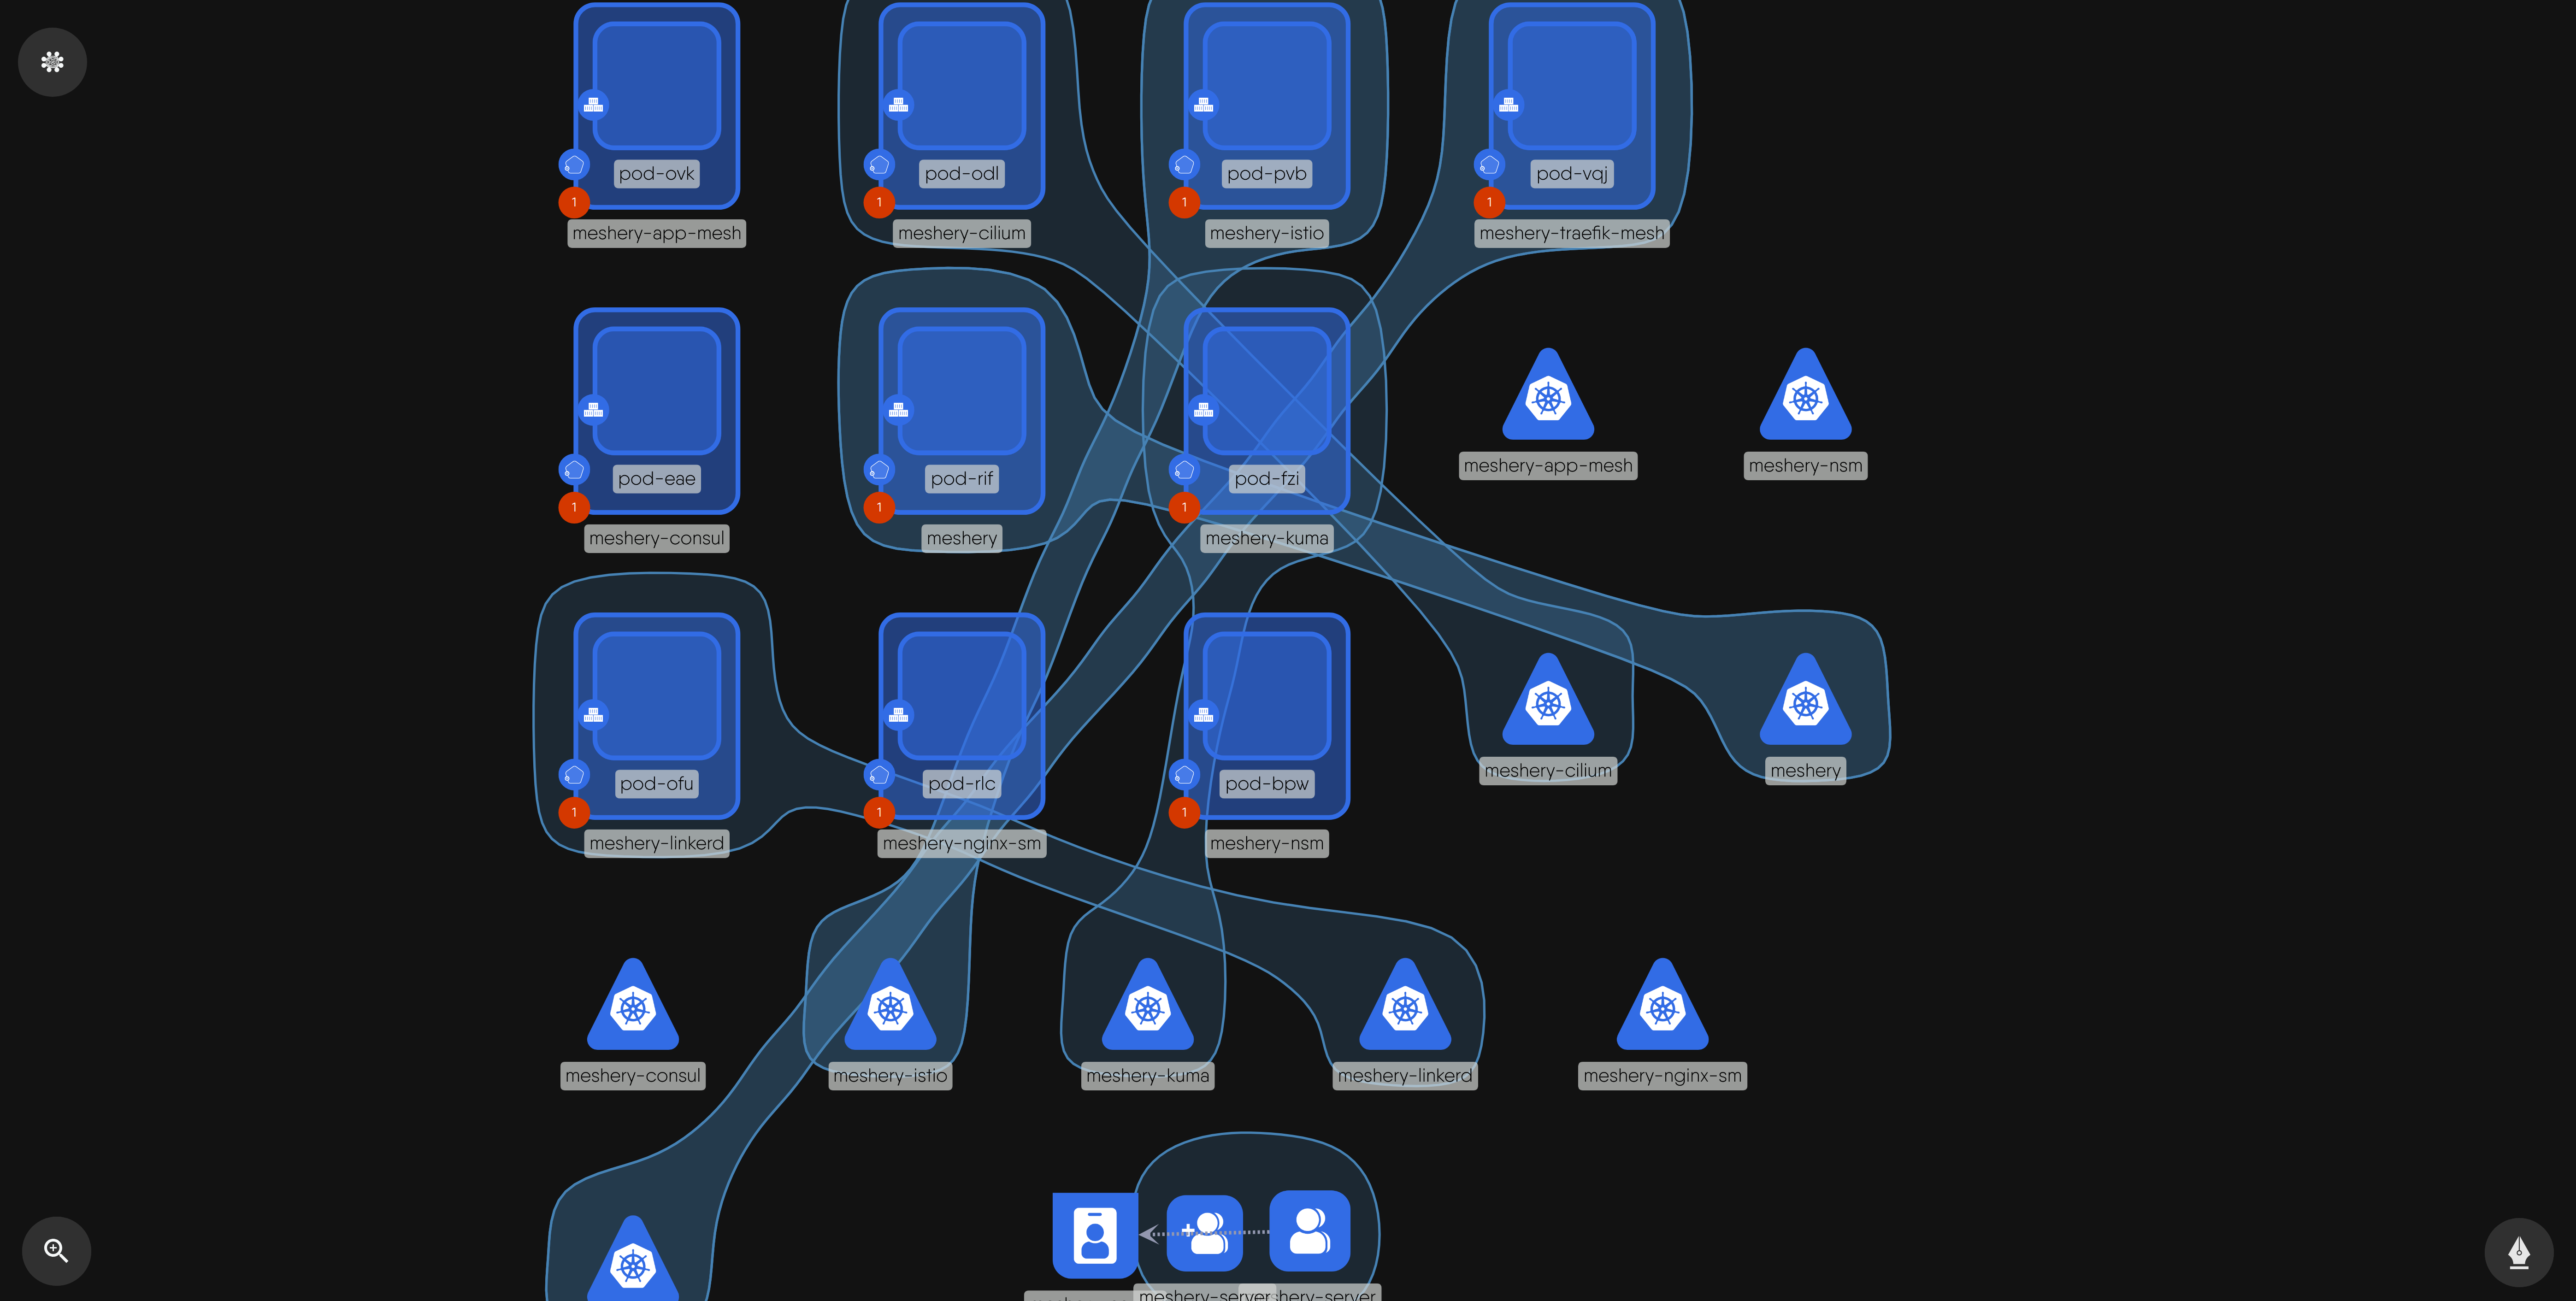 pod-ovk
pod-odl
pod-pvb
pod-vqj
1
1
1
1
meshery-app-mesh
meshery-cilium
meshery-istio
meshery-traefik-mesh
meshery-app-mesh
meshery-nsm
pod-eae
pod-rif
pod-fzi
1
1
1
meshery-consul
meshery
meshery-kuma
pod-ofu
pod-rlc
pod-bpw
meshery-cilium
meshery
1
1
1
meshery-linkerd
meshery-nginx-sm
meshery-nsm
meshery-consul
meshery-istio
meshery-kuma
meshery-linkerd
meshery-nginx-sm
meshery-server